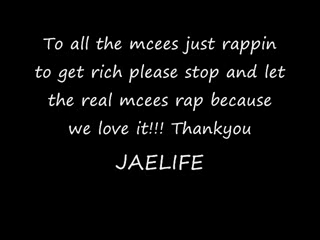 To all the mcees just rappin
to get rich please stop and let
the real mcees rap because
we love it!!! Thankyou
JAELIFE